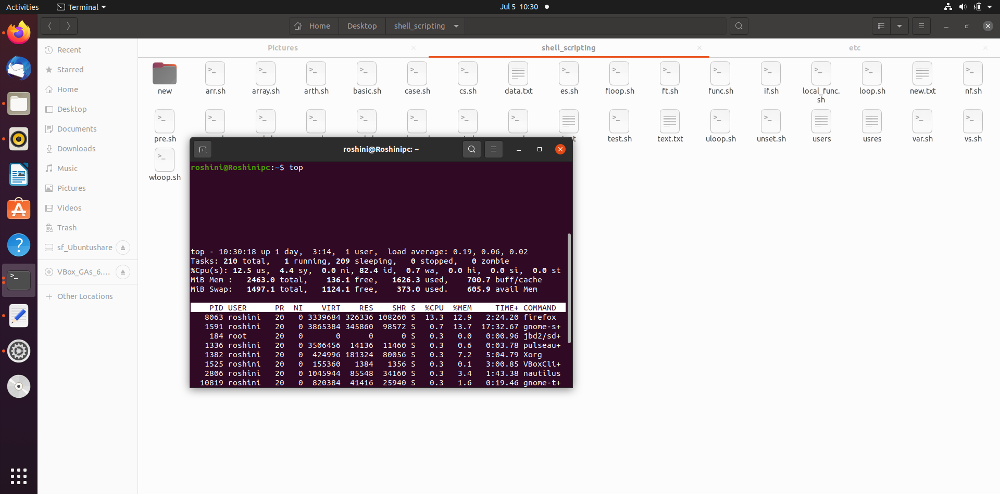 Activities
Terminal
Jul 5 10:30
Home
Desktop
shell_scripting
Recent
Starred
Home
Desktop
Documents
Downloads
Music
Pictures
Videos
Trash
sf_Ubuntushare
VBox_GAs_6....
Other Locations
Pictures
shell_scripting
etc
new
arr.sh
array.sh
arth.sh
basic.sh
case.sh
cs.sh
data.txt
es.sh
floop.sh
ft.sh
func.sh
if.sh
local_func.
sh
loop.sh
new.txt
nf.sh
pre.sh
test.sh
text.txt
uloop.sh
unset.sh
users
usres
var.sh
vs.sh
wloop.sh
roshini@Roshinipc: ~
roshini@Roshinipc:~$ top
top - 10:30:18 up 1 day,  3:14,  1 user,  load average: 0.19, 0.06, 0.02
Tasks: 210 total,   1 running, 209 sleeping,   0 stopped,   0 zombie
%Cpu(s): 12.5 us,  4.4 sy,  0.0 ni, 82.4 id,  0.7 wa,  0.0 hi,  0.0 si,  0.0 st
MiB Mem :   2463.0 total,    136.1 free,   1626.3 used,    700.7 buff/cache
MiB Swap:   1497.1 total,   1124.1 free,    373.0 used.    605.9 avail Mem
PID USER PR NI VIRT RES SHR S %CPU %MEM TIME+ COMMAND
8063 roshini 20 0 3339684 326336 108260 S 13.3 12.9 2:24.20 firefox
1591 roshini 20 0 3865384 345860 98572 S 0.7 13.7 17:32.67 gnome-s+
184 root 20 0 0 0 0 S 0.3 0.0 0:00.96 jbd2/sd+
1336 roshini 20 0 3506456 14136 11460 S 0.3 0.6 0:03.78 pulseau+
1382 roshini 20 0 424996 181324 80056 S 0.3 7.2 5:04.79 Xorg
1525 roshini 20 0 155360 1384 1356 S 0.3 0.1 3:00.85 VBoxCli+
2806 roshini 20 0 1045944 85548 34160 S 0.3 3.4 1:43.38 nautilus
10819 roshini 20 0 820384 41416 25940 S 0.3 1.6 0:19.46 gnome-t+